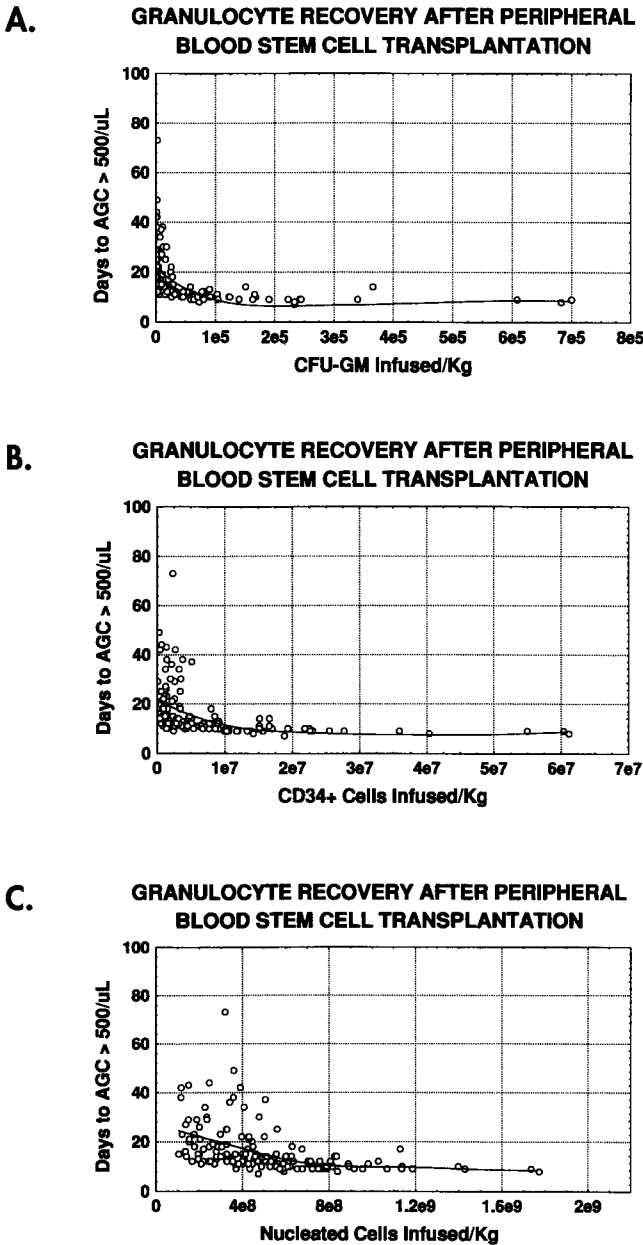 A.
GRANULOCYTE RECOVERY AFTER PERIPHERAL
BLOOD STEM CELL TRANSPLANTATION
Days to AGC > 500/uL
100
80
60
40
20
0
0 1e5 2e5 3e5 4e5 5e5 6e5 7e5 8e5
CFU-GM Infused/Kg
B.
GRANULOCYTE RECOVERY AFTER PERIPHERAL
BLOOD STEM CELL TRANSPLANTATION
Days to AGC > 500/uL
100
80
60
40
20
0
0 1e7 2e7 3e7 4e7 5e7 6e7 7e7
CD34+ Cells Infused/Kg
C.
GRANULOCYTE RECOVERY AFTER PERIPHERAL
BLOOD STEM CELL TRANSPLANTATION
Days to AGC > 500/uL
100
80
60
40
20
0
0 4e8 8e8 1.2e9 1.6e9 2e9
Nucleated Cells Infused/Kg